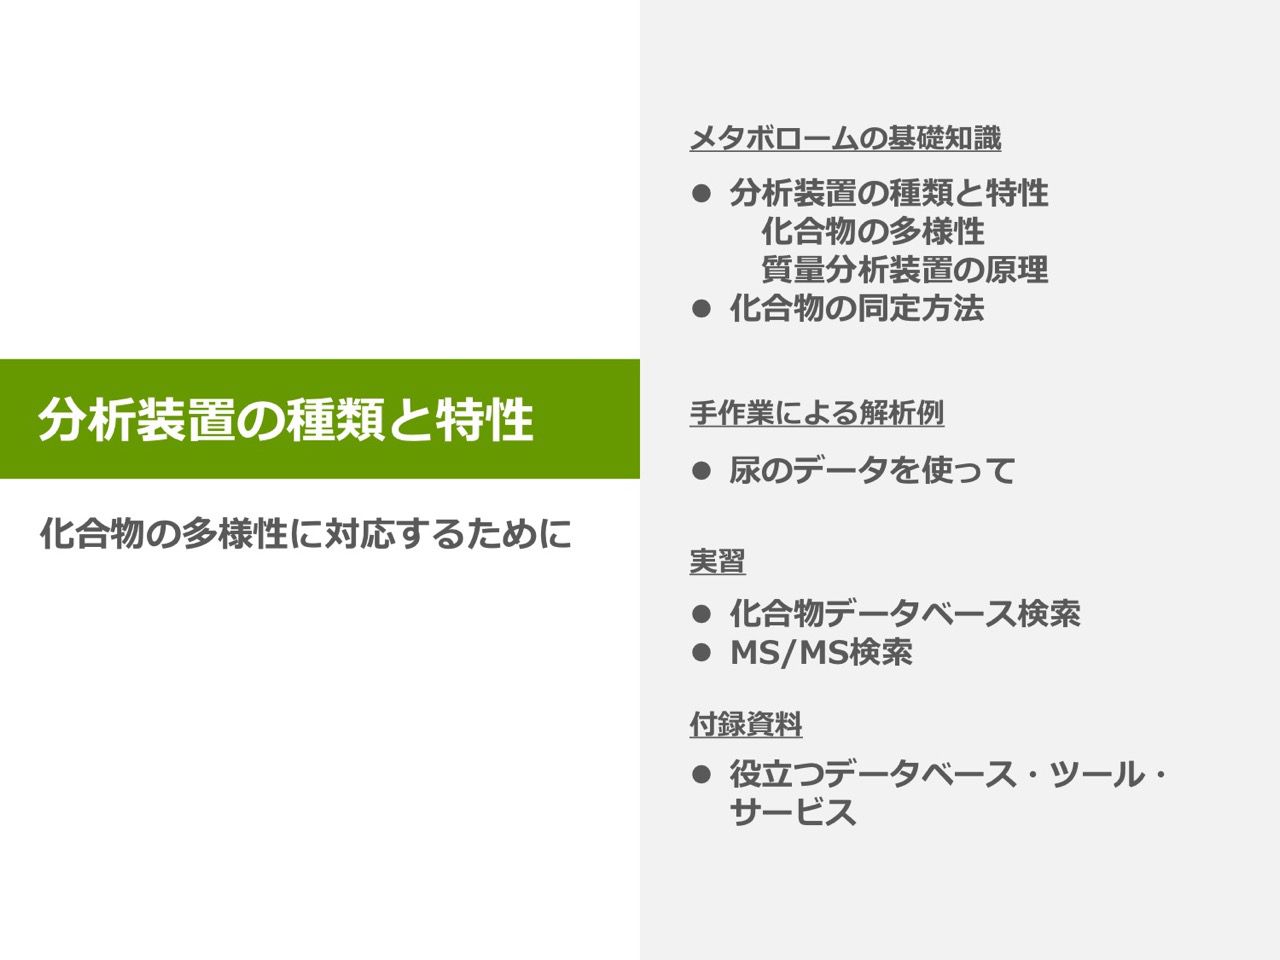 分析装置の種類と特性
化合物の多様性に対応するために
メタボロームの基礎知識
● 分析装置の種類と特性
化合物の多様性
質量分析装置の原理
● 化合物の同定方法
手作業による解析例
● 尿のデータを使って
実習
● 化合物データベース検索
● MS/MS検索
付録資料
● 役立つデータベース・ツール・
サービス